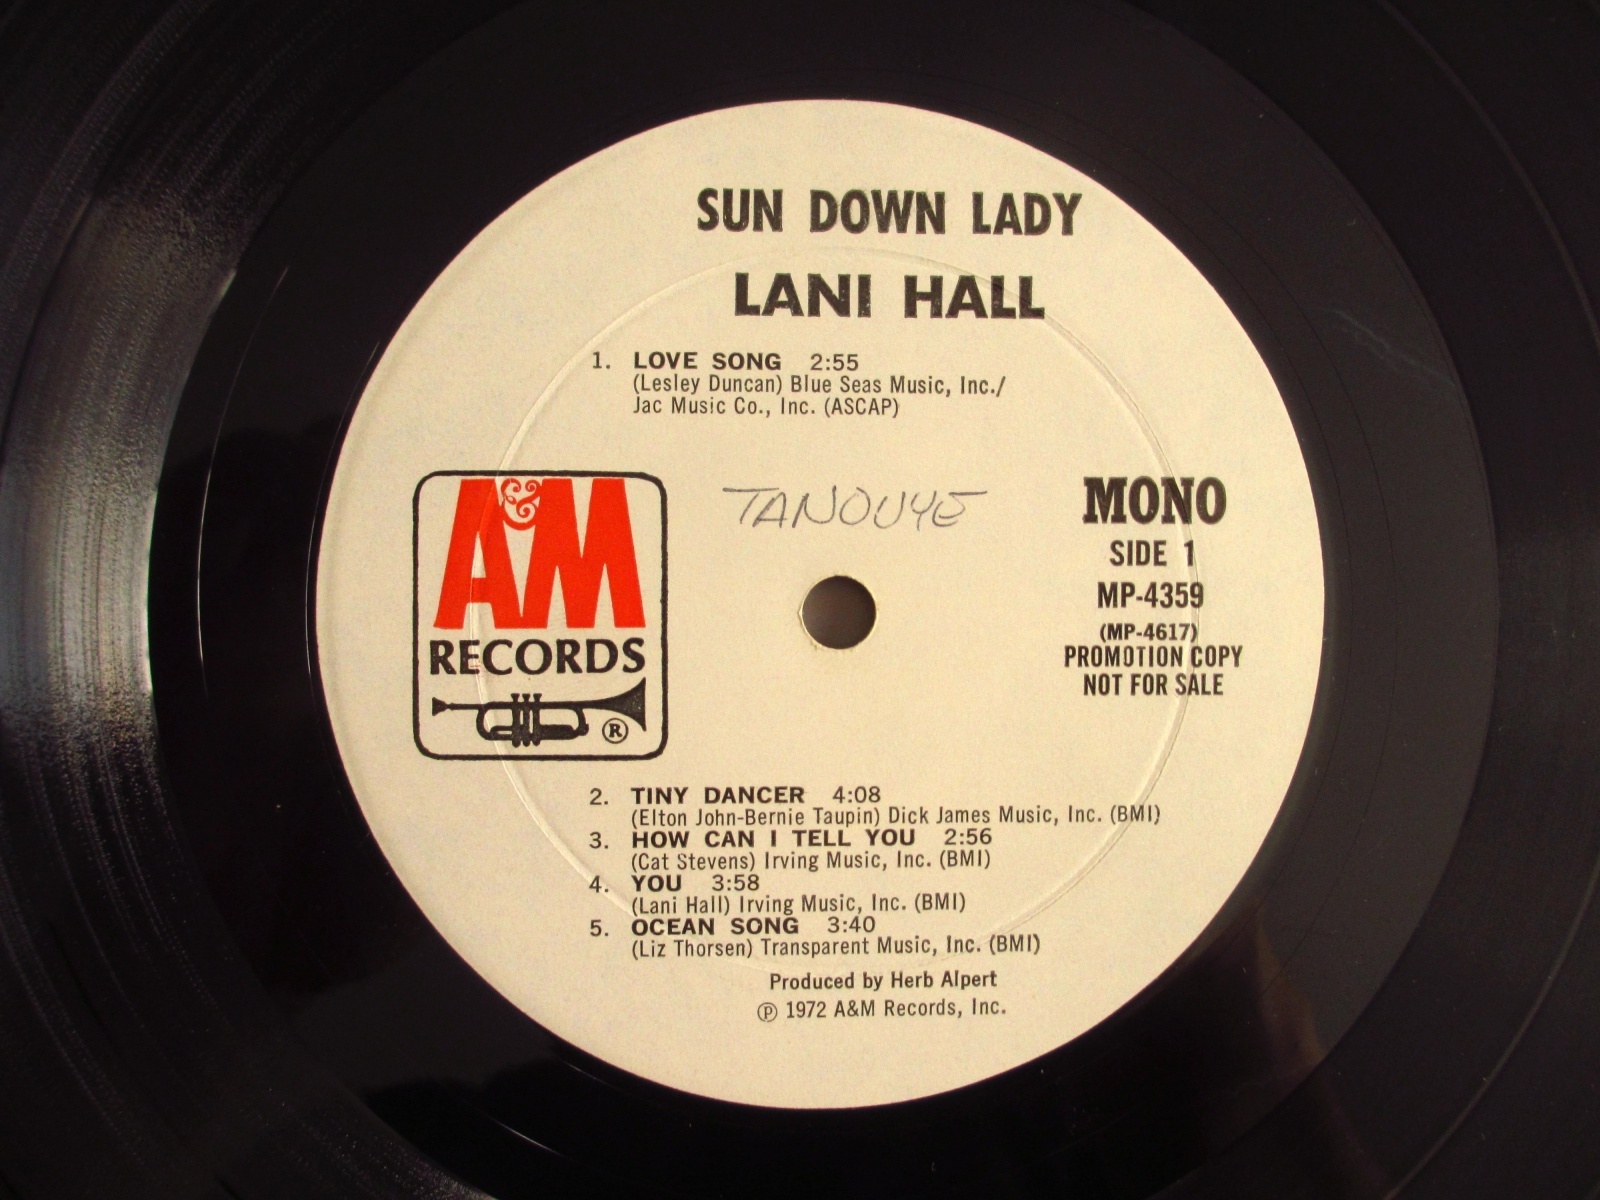 SUN DOWN LADY
LANI HALL
1. LOVE SONG 2:55
(Lesley Duncan) Blue Seas Music, Inc./
Jac Music Co., Inc. (ASCAP)
A&M
RECORDS
®
TANOUYE
MONO
SIDE 1
MP-4359
(MP-4617)
PROMOTION COPY
NOT FOR SALE
2. TINY DANCER 4:08
(Elton John-Bernie Taupin) Dick James Music, Inc. (BMI)
3. HOW CAN I TELL YOU 2:56
(Cat Stevens) Irving Music, Inc. (BMI)
4. YOU 3:58
(Lani Hall) Irving Music, Inc. (BMI)
5. OCEAN SONG 3:40
(Liz Thorsen) Transparent Music, Inc. (BMI)
Produced by Herb Alpert
℗ 1972 A&M Records, Inc.